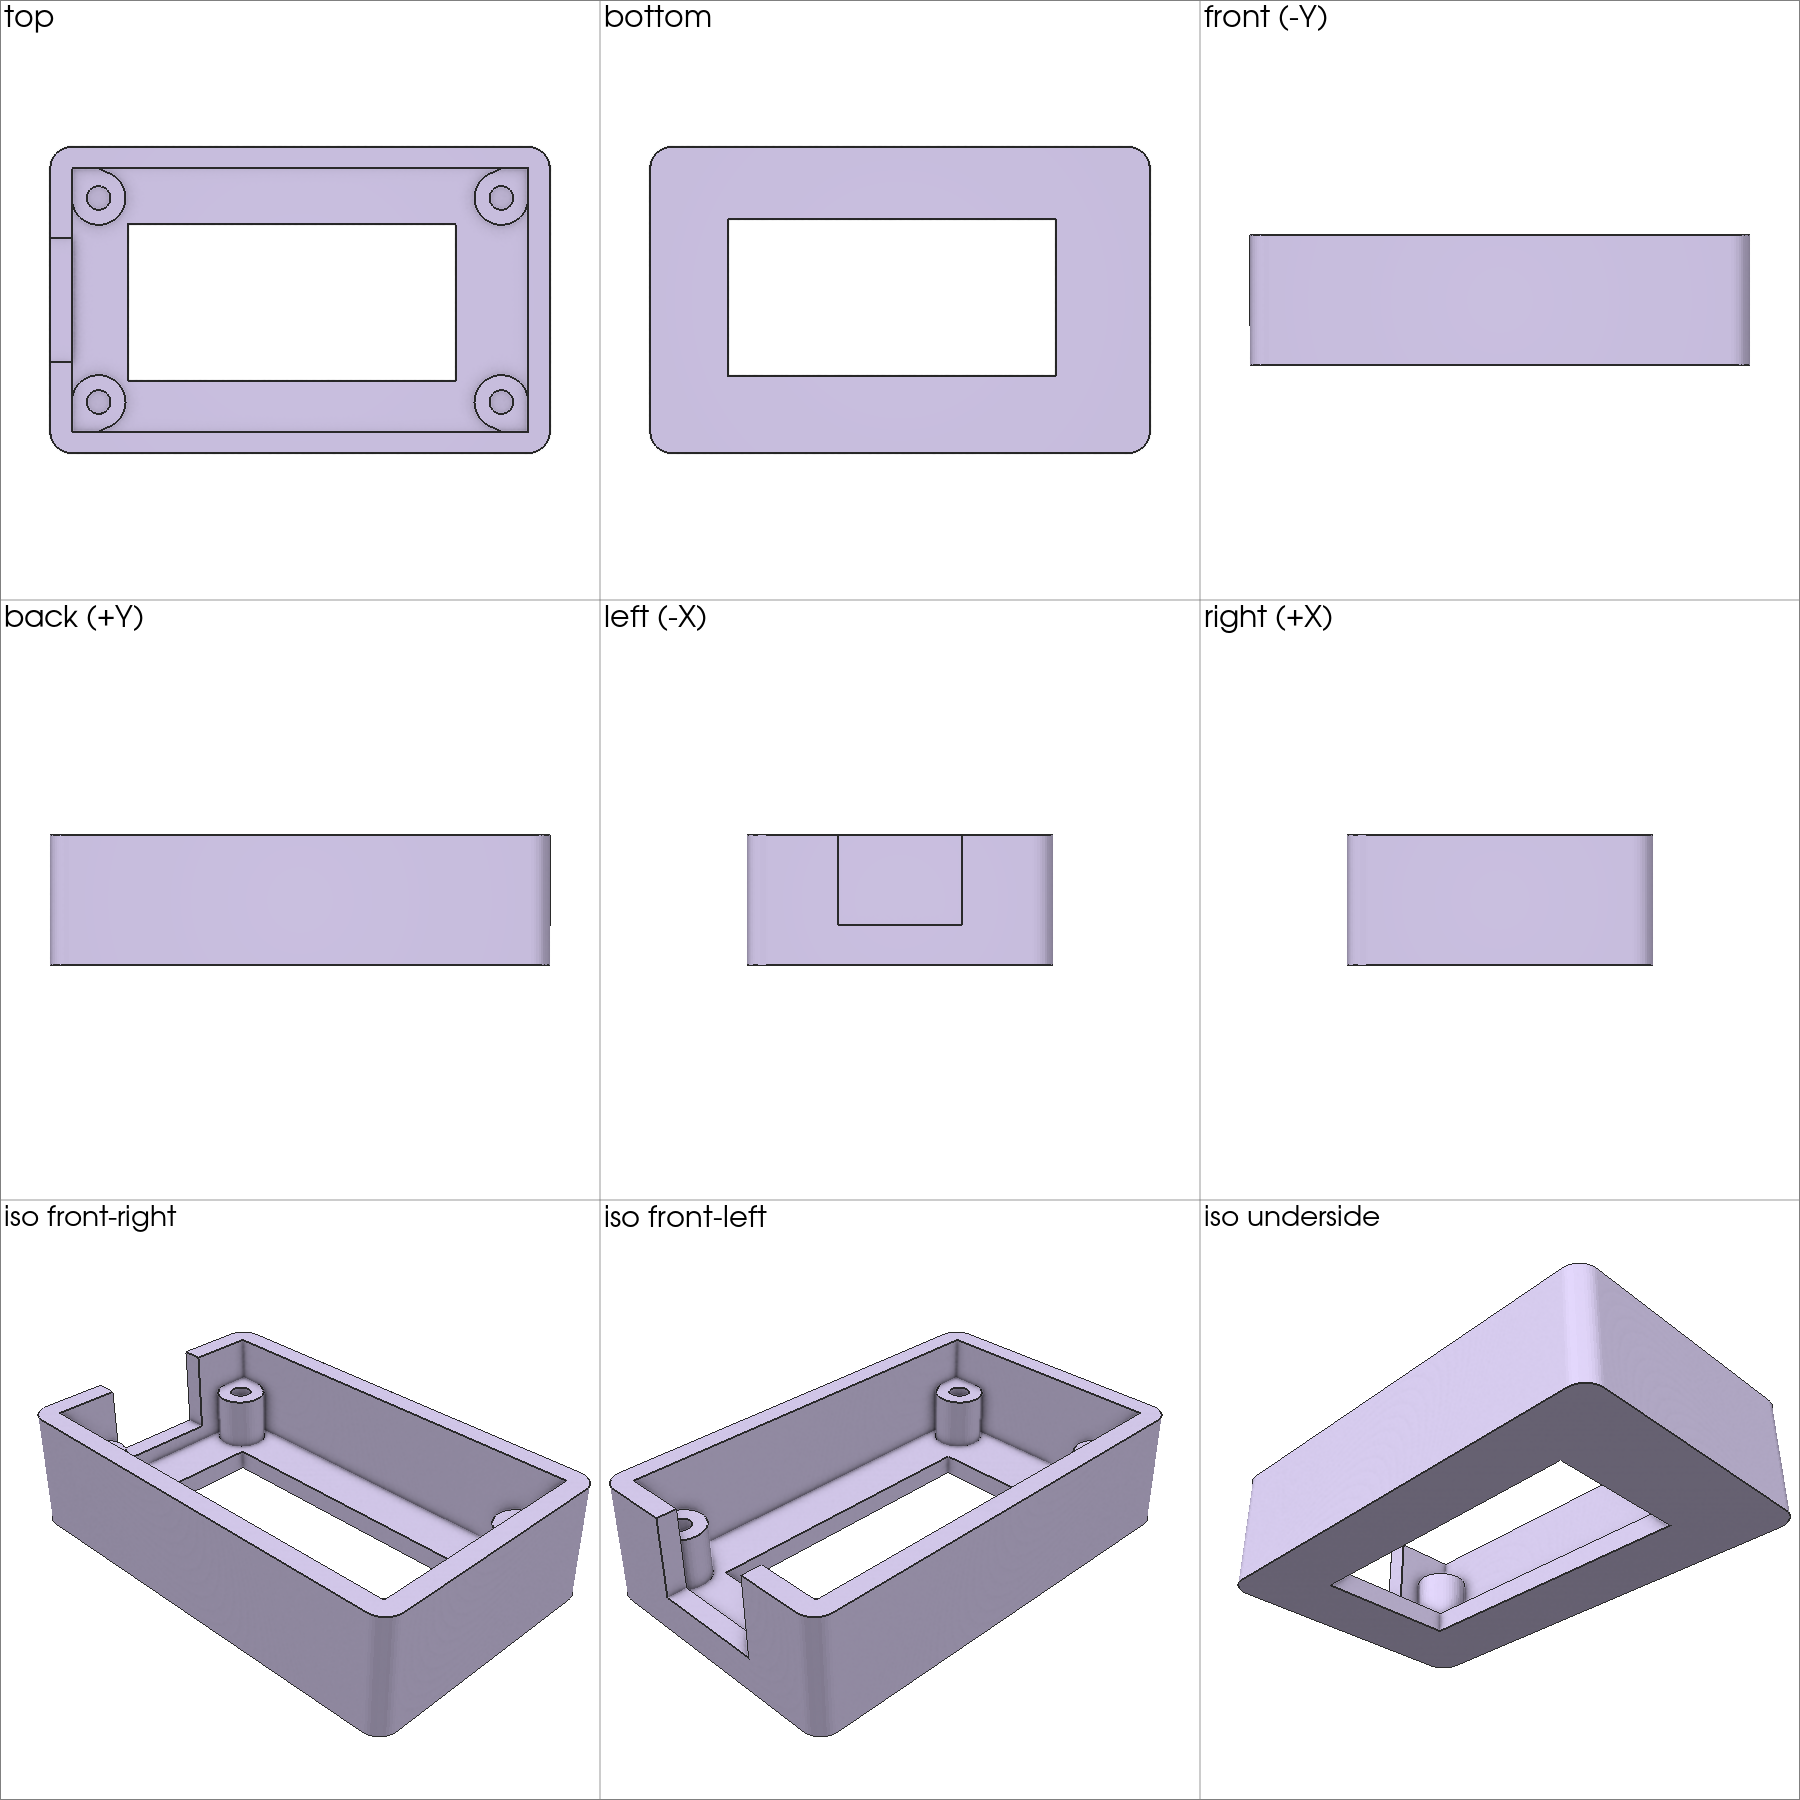 top
bottom
front (-Y)
back (+Y)
left (-X)
right (+X)
iso front-right
iso front-left
iso underside